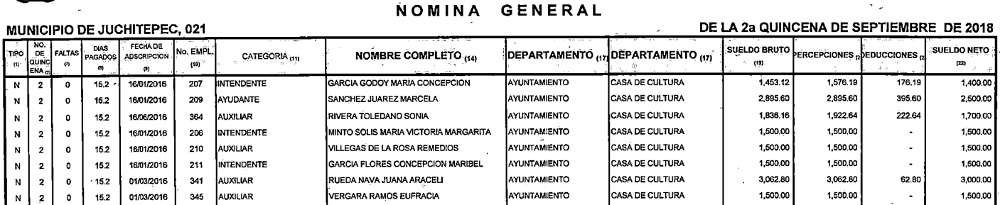 NOMINA GENERAL
MUNICIPIO DE JUCHITEPEC, 021 DE LA 2a QUINCENA DE SEPTIEMBRE DE 2018
TIPO (1) NO. DE QUINCENA (2) FALTAS (7) DIAS PAGADOS (8) FECHA DE ADSCRIPCION (9) No. EMPL. (10) CATEGORIA (11) NOMBRE COMPLETO (14) DEPARTAMENTO (17) DEPARTAMENTO (17) SUELDO BRUTO (19) PERCEPCIONES (2 DEDUCCIONES (2 SUELDO NETO (22)
N 2 0 15.2 16/01/2016 207 INTENDENTE GARCIA GODOY MARIA CONCEPCION AYUNTAMIENTO CASA DE CULTURA 1,453.12 1,576.19 176.19 1,400.00
N 2 0 15.2 16/01/2016 209 AYUDANTE SANCHEZ JUAREZ MARCELA AYUNTAMIENTO CASA DE CULTURA 2,895.60 2,895.60 395.60 2,500.00
N 2 0 15.2 16/06/2016 364 AUXILIAR RIVERA TOLEDANO SONIA AYUNTAMIENTO CASA DE CULTURA 1,836.16 1,922.64 222.64 1,700.00
N 2 0 15.2 16/01/2016 206 INTENDENTE MINTO SOLIS MARIA VICTORIA MARGARITA AYUNTAMIENTO CASA DE CULTURA 1,500.00 1,500.00 - 1,500.00
N 2 0 15.2 16/01/2016 210 AUXILIAR VILLEGAS DE LA ROSA REMEDIOS AYUNTAMIENTO CASA DE CULTURA 1,500.00 1,500.00 - 1,500.00
N 2 0 15.2 16/01/2016 211 INTENDENTE GARCIA FLORES CONCEPCION MARIBEL AYUNTAMIENTO CASA DE CULTURA 1,500.00 1,500.00 - 1,500.00
N 2 0 15.2 01/03/2016 341 AUXILIAR RUEDA NAVA JUANA ARACELI AYUNTAMIENTO CASA DE CULTURA 3,062.80 3,062.80 62.80 3,000.00
N 2 0 15.2 01/03/2016 345 AUXILIAR VERGARA RAMOS EUFRACIA AYUNTAMIENTO CASA DE CULTURA 1,500.00 1,500.00 - 1,500.00